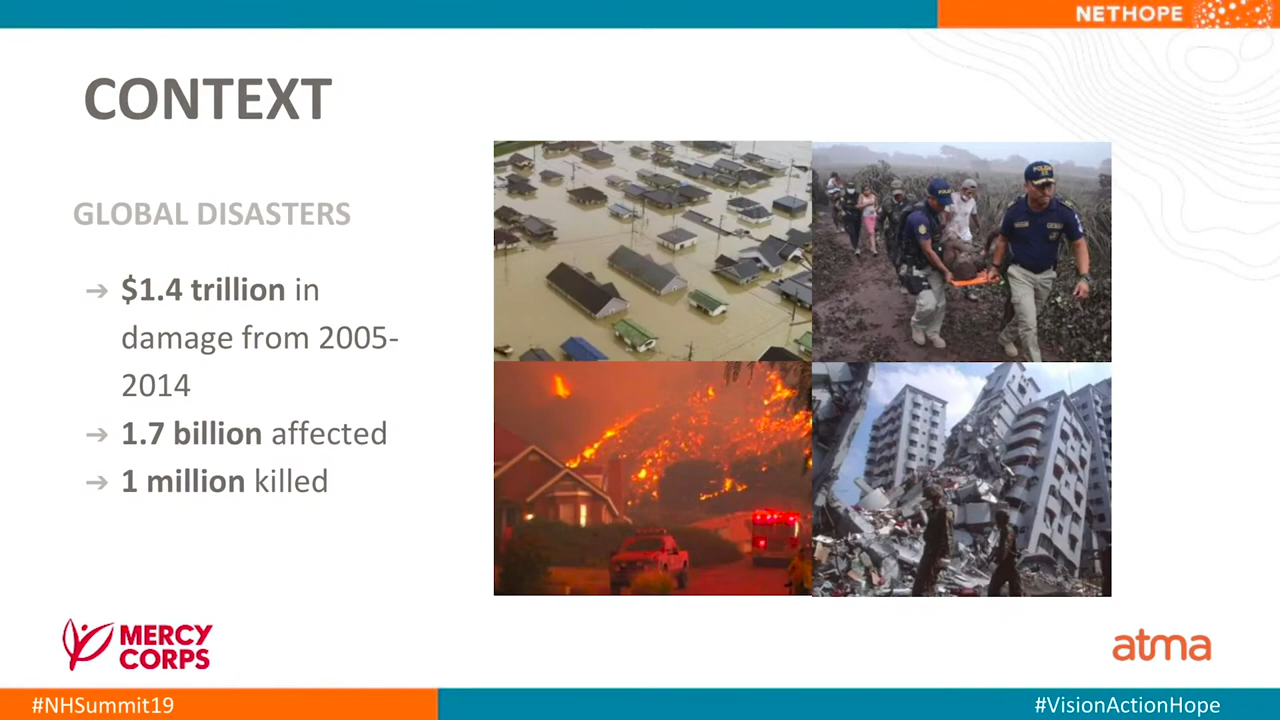 NETHOPE
CONTEXT
GLOBAL DISASTERS
→ $1.4 trillion in
damage from 2005-
2014
→ 1.7 billion affected
→ 1 million killed
MERCY
CORPS
atma
#NHSummit19
#VisionActionHope